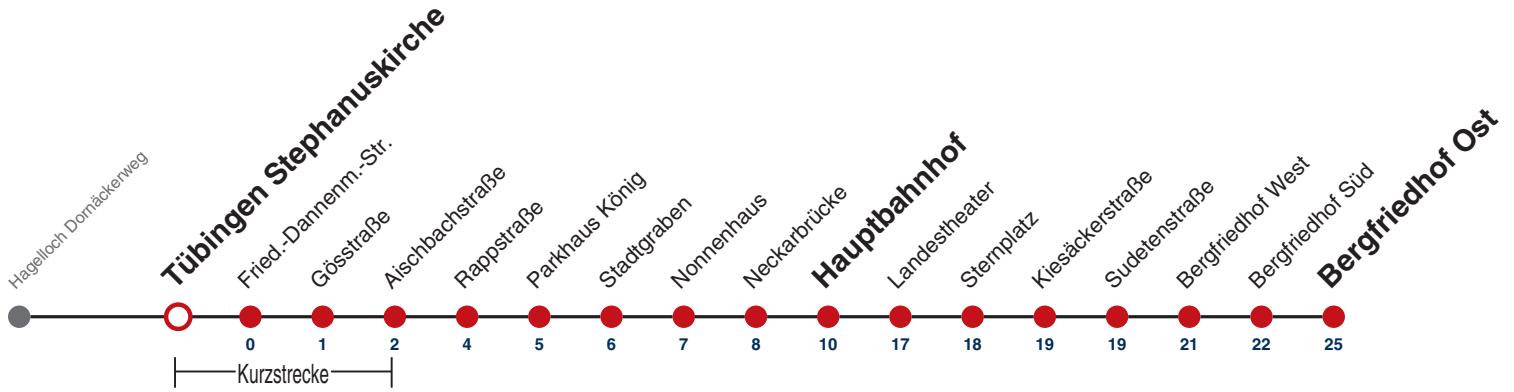 Hagelloch Dornäckerweg
Tübingen Stephanuskirche
Fried.-Dannenm.-Str.
Gösstraße
Aischbachstraße
Rappstraße
Parkhaus König
Stadtgraben
Nonnenhaus
Neckarbrücke
Hauptbahnhof
Landestheater
Sternplatz
Kiesäckerstraße
Sudetenstraße
Bergfriedhof West
Bergfriedhof Süd
Bergfriedhof Ost
0 1 2 4 5 6 7 8 10 17 18 19 19 21 22 25
Kurzstrecke